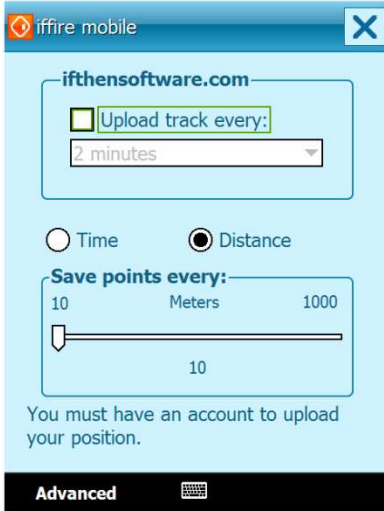 iffire mobile
ifthensoftware.com
Upload track every:
2 minutes
Time Distance
Save points every:
10 Meters 1000
10
You must have an account to upload
your position.
Advanced